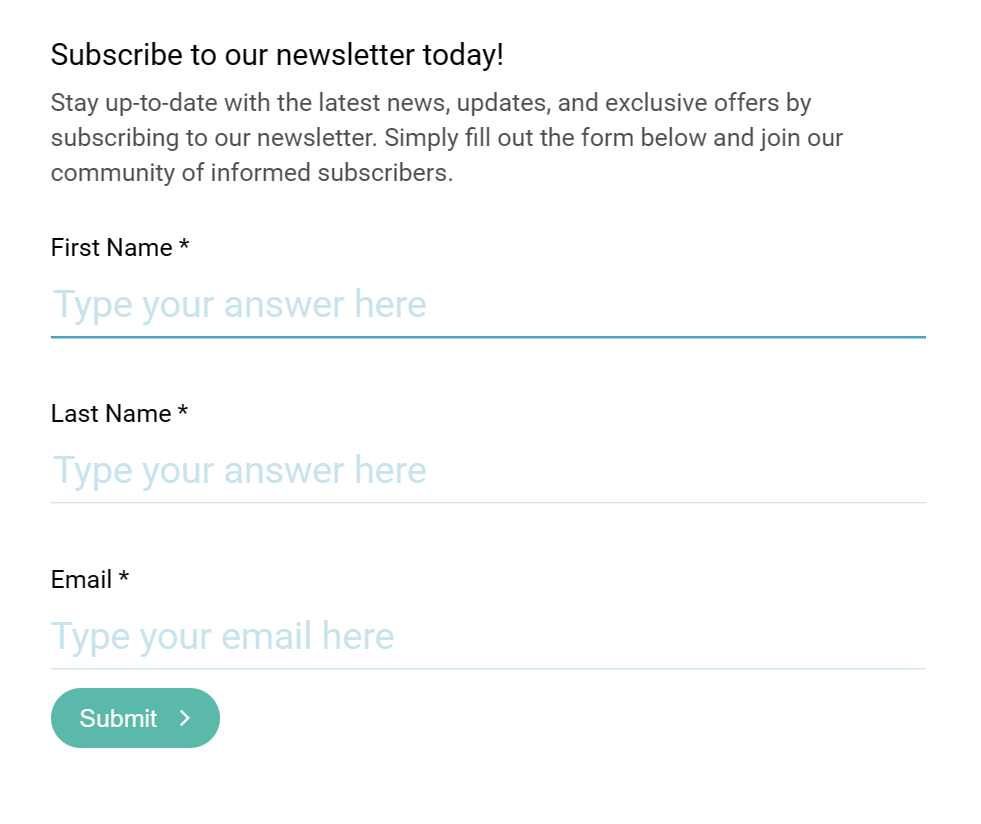 Subscribe to our newsletter today!
Stay up-to-date with the latest news, updates, and exclusive offers by
subscribing to our newsletter. Simply fill out the form below and join our
community of informed subscribers.
First Name *
Type your answer here
Last Name *
Type your answer here
Email *
Type your email here
Submit